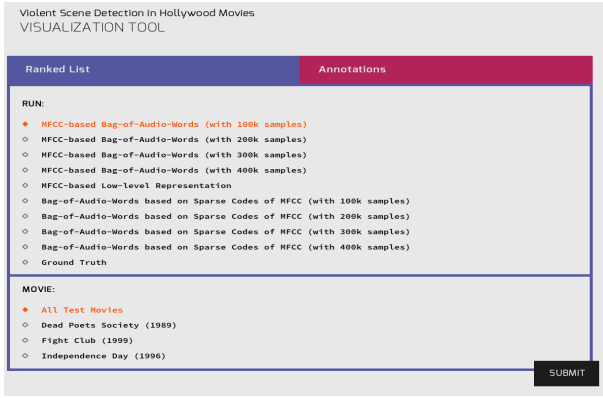 Violent Scene Detection in Hollywood Movies
VISUALIZATION TOOL
Ranked List
Annotations
RUN:
MFCC-based Bag-of-Audio-Words (with 100k samples)
MFCC-based Bag-of-Audio-Words (with 200k samples)
MFCC-based Bag-of-Audio-Words (with 300k samples)
MFCC-based Bag-of-Audio-Words (with 400k samples)
MFCC-based Low-level Representation
Bag-of-Audio-Words based on Sparse Codes of MFCC (with 100k samples)
Bag-of-Audio-Words based on Sparse Codes of MFCC (with 200k samples)
Bag-of-Audio-Words based on Sparse Codes of MFCC (with 300k samples)
Bag-of-Audio-Words based on Sparse Codes of MFCC (with 400k samples)
Ground Truth
MOVIE:
All Test Movies
Dead Poets Society (1989)
Fight Club (1999)
Independence Day (1996)
SUBMIT